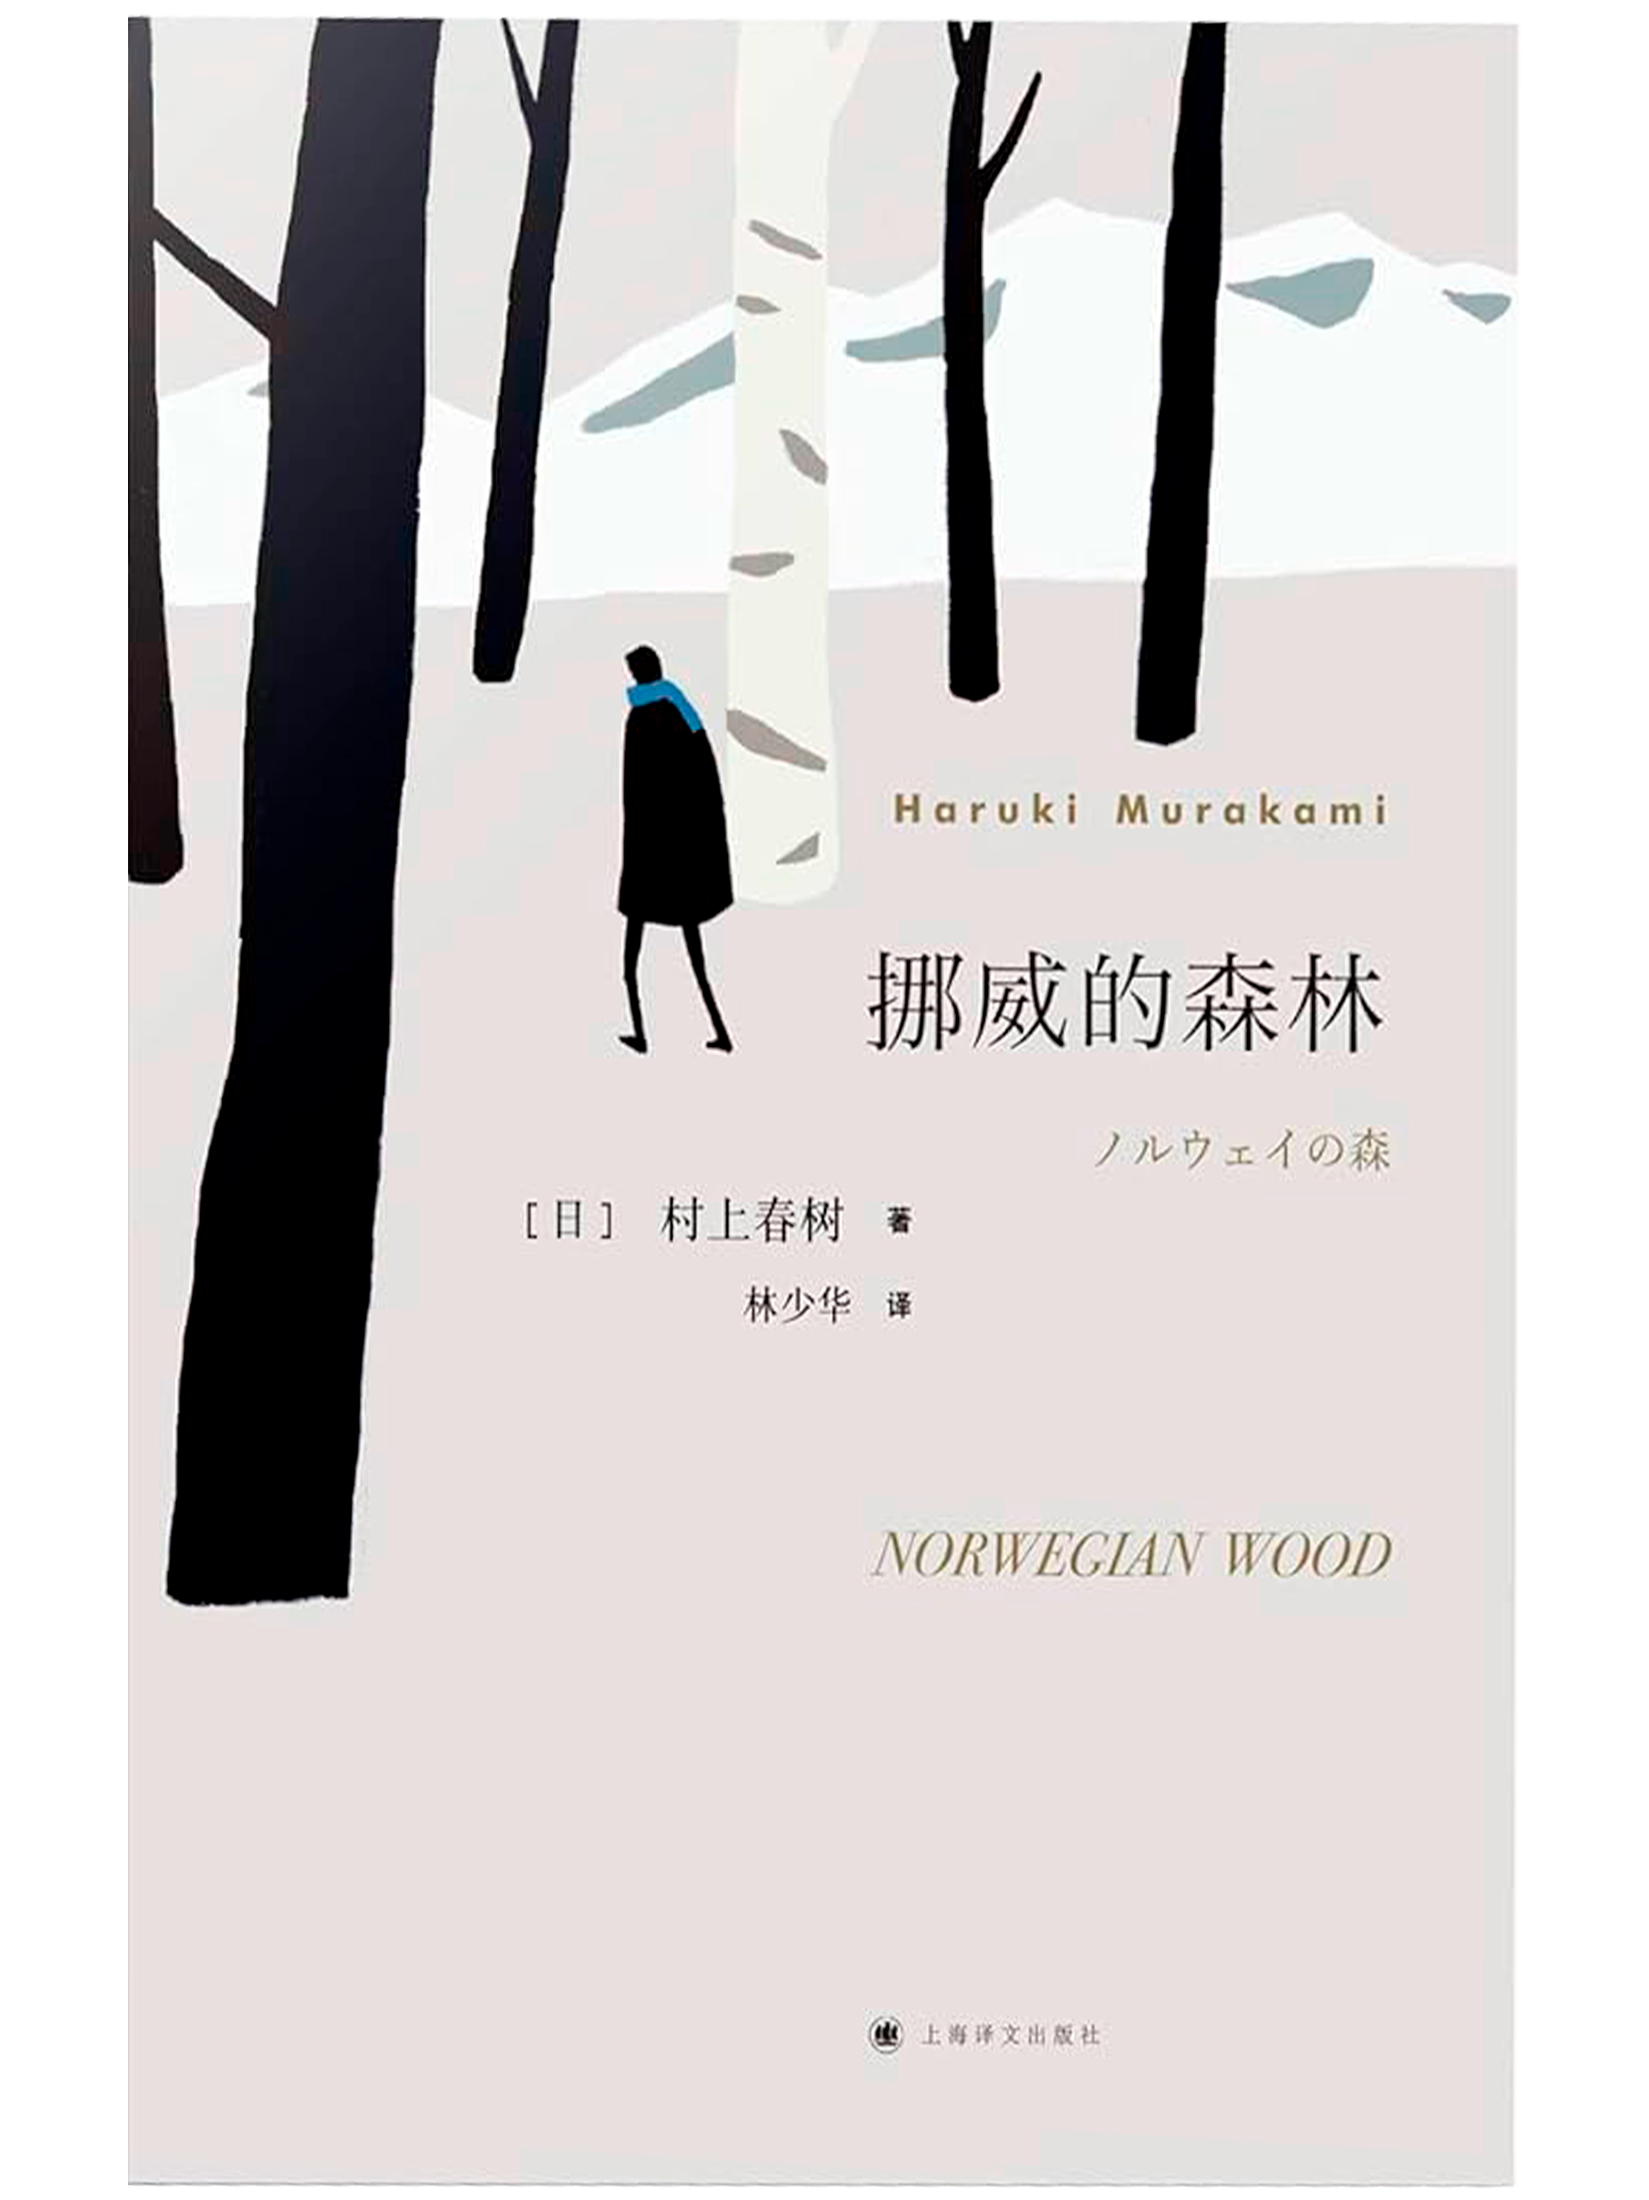 Haruki Murakami
挪威的森林
ノルウェイの森
［日］ 村上春树 著
林少华 译
NORWEGIAN WOOD
上海译文出版社